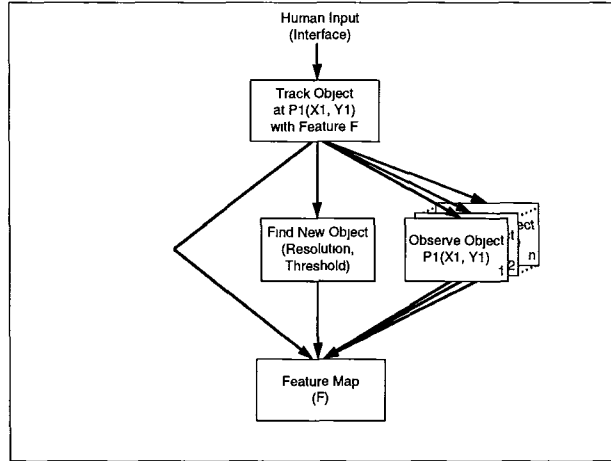 Human Input
(Interface)
Track Object
at P1(X1, Y1)
with Feature F
Find New Object
(Resolution,
Threshold)
Observe Object
P1(X1, Y1)
1
2
n
Feature Map
(F)